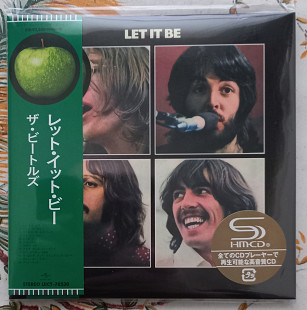 LET IT BE
レット・イット・ビー
ザ・ビートルズ
SHM-CD
全てのCDプレーヤーで
再生可能な高音質CD